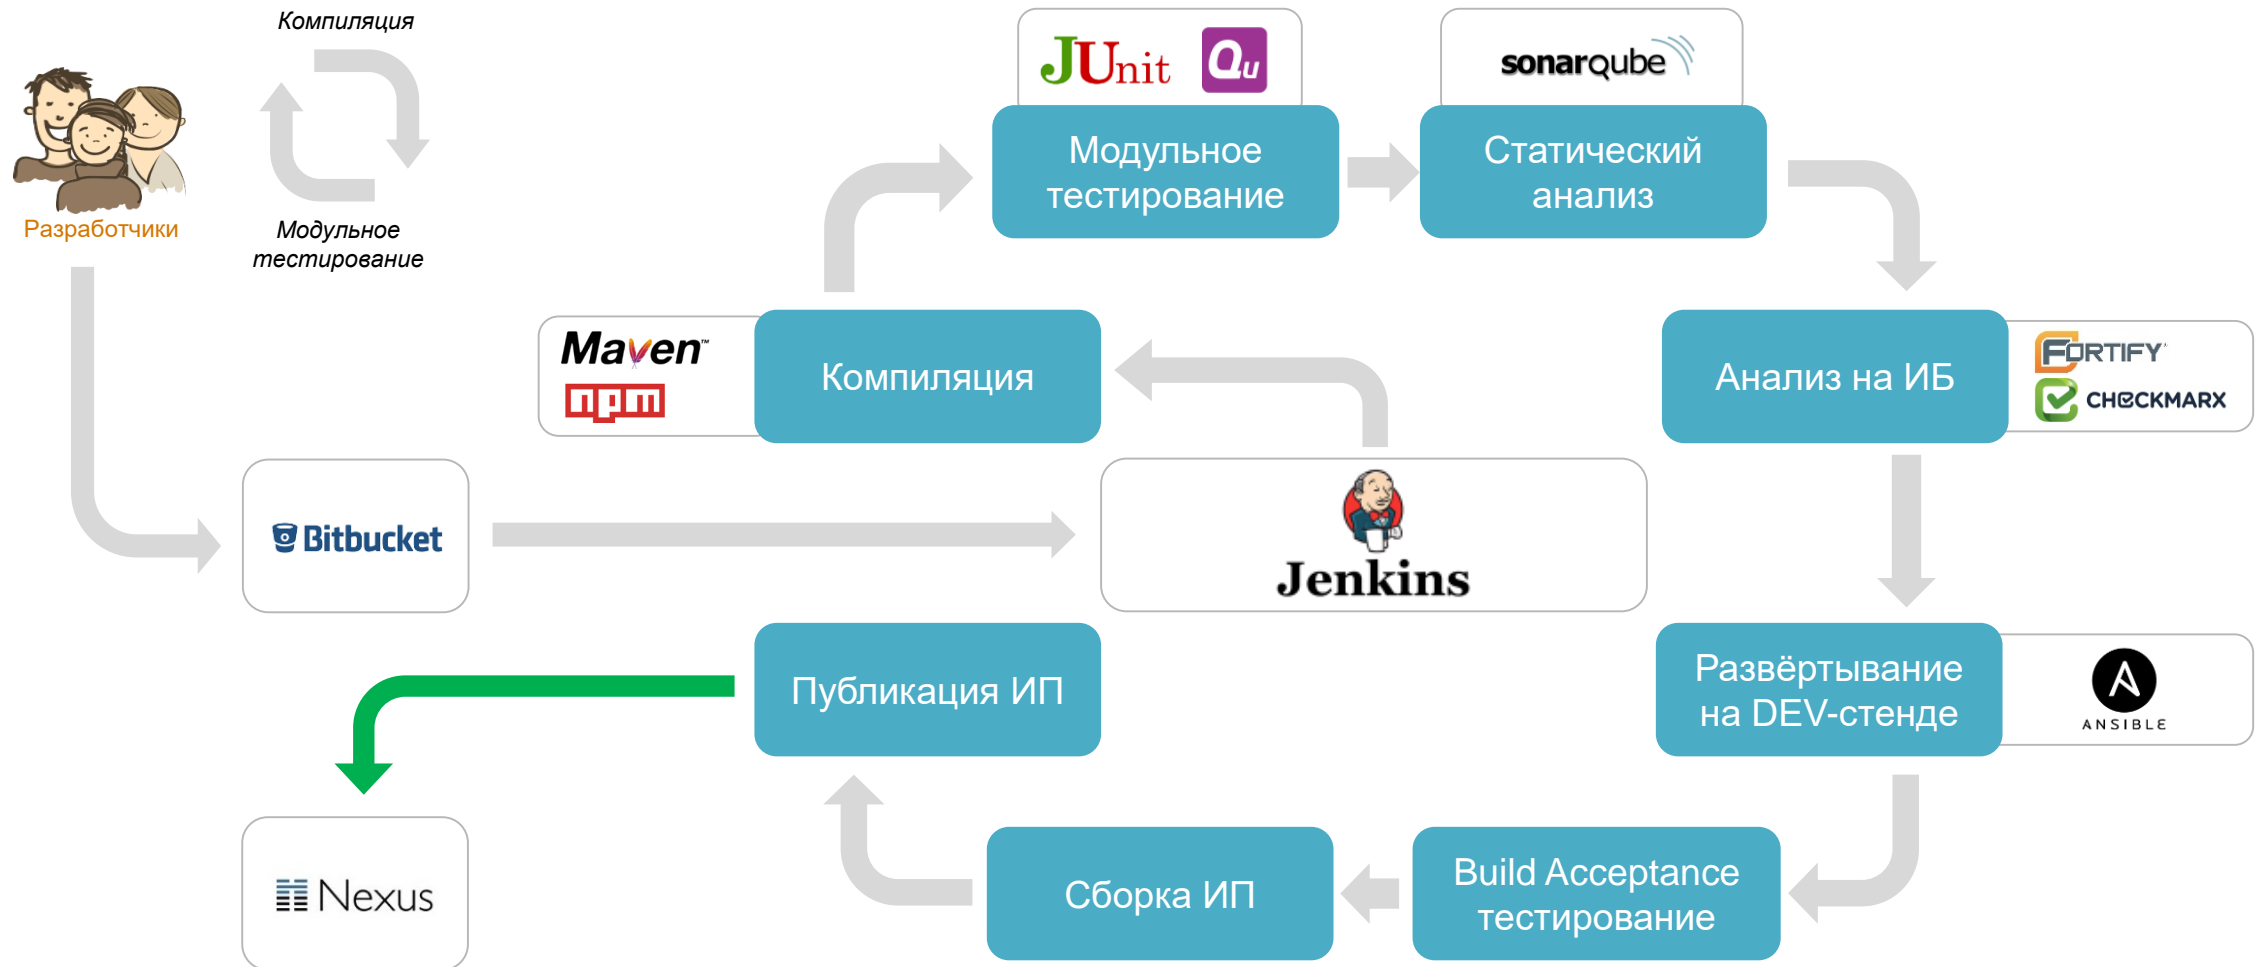 Компиляция
Разработчики
Модульное
тестирование
JUnit
Qu
sonarqube
Модульное
тестирование
Статический
анализ
Maven™
npm
Компиляция
Анализ на ИБ
FORTIFY
CHECKMARX
Bitbucket
Jenkins
Публикация ИП
Развёртывание
на DEV-стенде
ANSIBLE
Nexus
Сборка ИП
Build Acceptance
тестирование